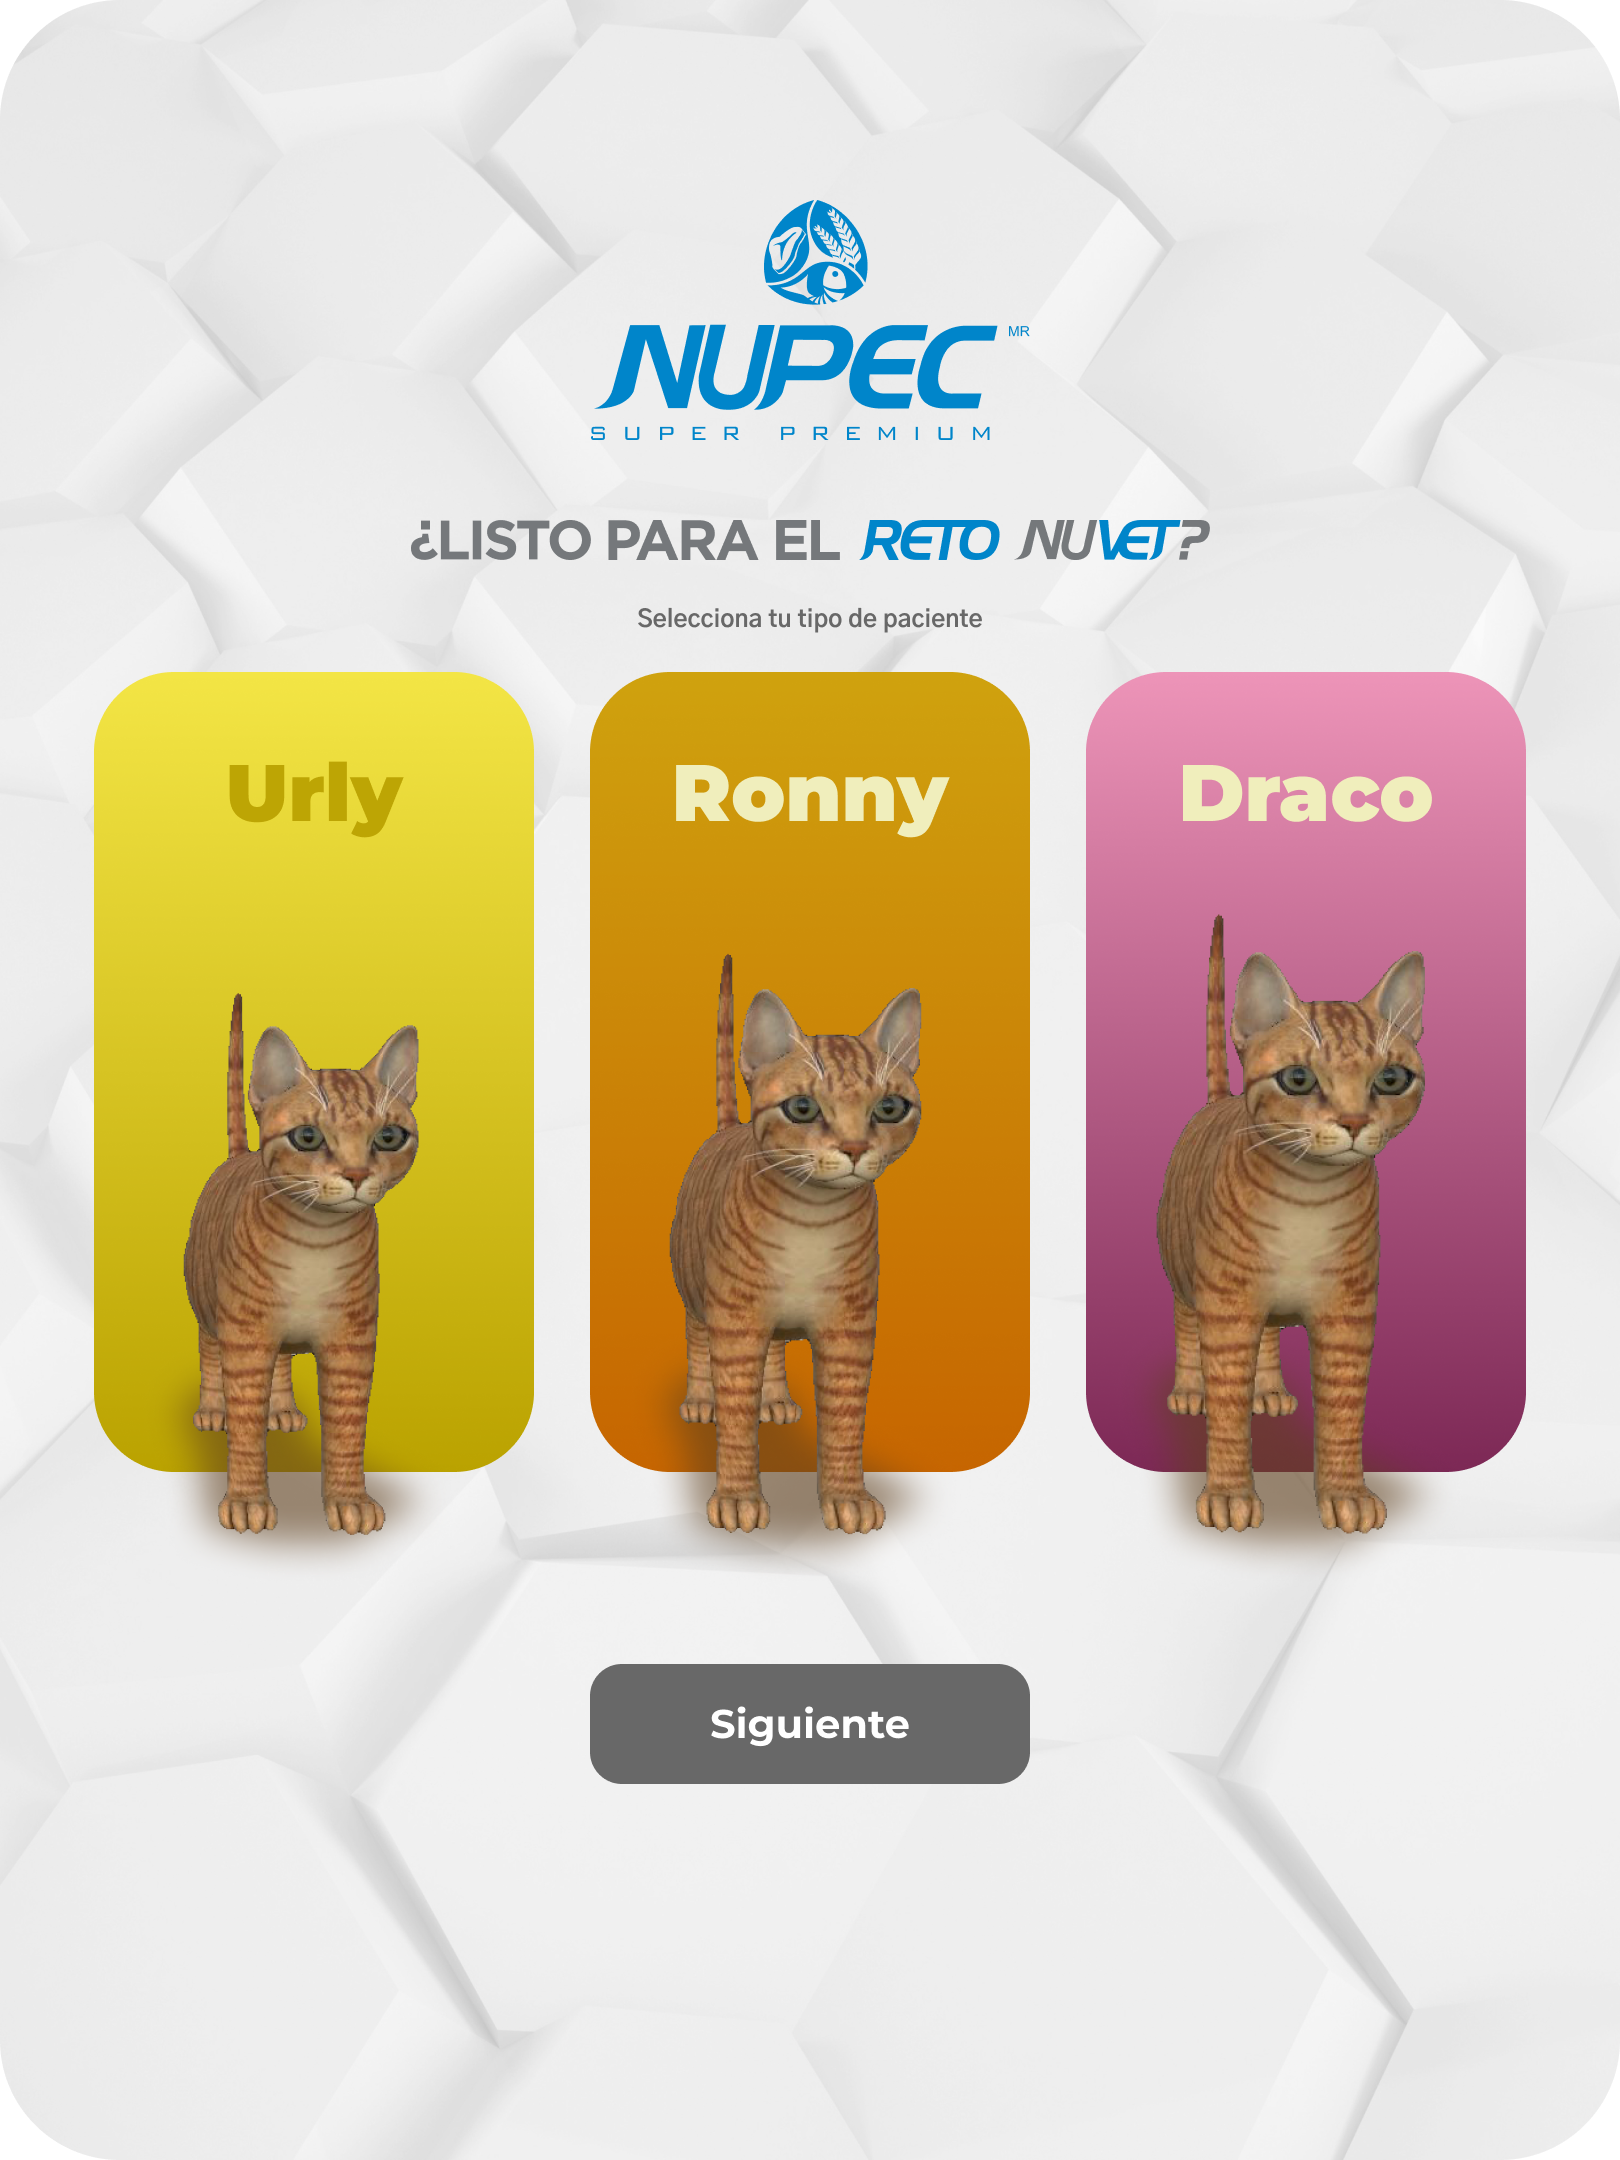 NUPEC MR
SUPER PREMIUM
¿LISTO PARA EL RETO NUVET?
Selecciona tu tipo de paciente
Urly
Ronny
Draco
Siguiente